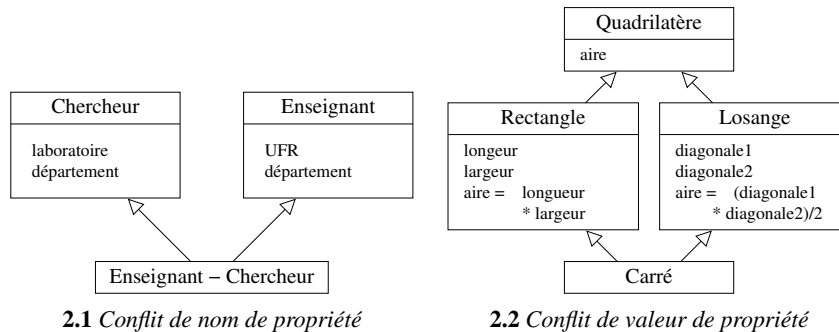 Chercheur
laboratoire
département
Enseignant
UFR
département
Enseignant – Chercheur
2.1 Conflit de nom de propriété
Quadrilatère
aire
Rectangle
longeur
largeur
aire = longueur
* largeur
Losange
diagonale1
diagonale2
aire = (diagonale1
* diagonale2)/2
Carré
2.2 Conflit de valeur de propriété